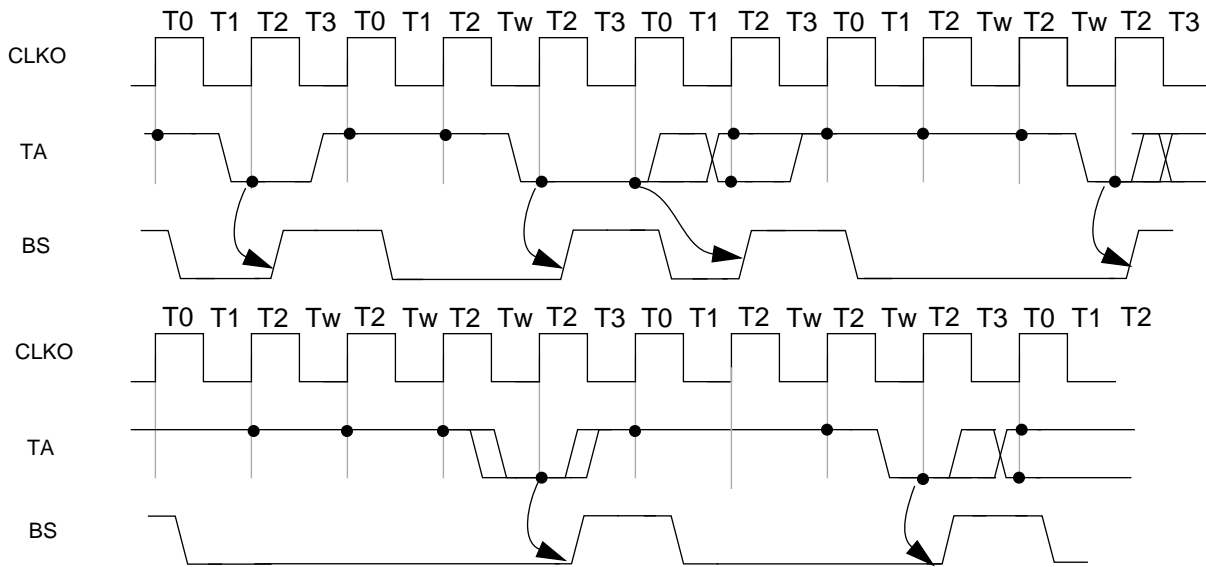 T0 T1 T2 T3 T0 T1 T2 Tw T2 T3 T0 T1 T2 T3 T0 T1 T2 Tw T2 Tw T2 T3
CLKO
TA
BS
T0 T1 T2 Tw T2 Tw T2 Tw T2 T3 T0 T1 T2 Tw T2 Tw T2 T3 T0 T1 T2
CLKO
TA
BS